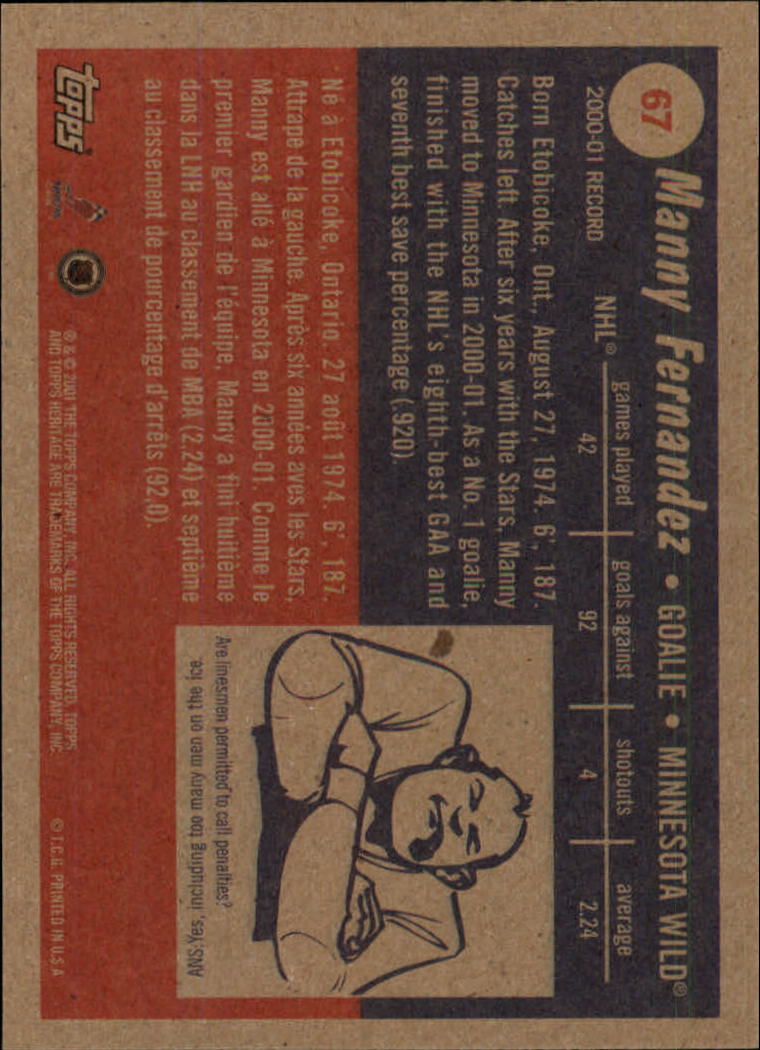 67
Manny Fernandez • GOALIE • MINNESOTA WILD®
2000-01 RECORD
games played goals against shotouts average
NHL® 42 92 4 2.24
Born Etobicoke, Ont., August 27, 1974. 6', 187.
Catches left. After six years with the Stars, Manny
moved to Minnesota in 2000-01. As a No. 1 goalie,
finished with the NHL's eighth-best GAA and
seventh best save percentage (.920).
Né à Etobicoke, Ontario, 27 août 1974. 6', 187.
Attrape de la gauche. Après six années aves les Stars,
Manny est allé à Minnesota en 2000-01. Comme le
premier gardien de l'équipe, Manny a fini huitième
dans la LNH au classement de MBA (2.24) et septième
au classement de pourcentage d'arrêts (92,0).
Are linesmen permitted to call penalties?
ANS:Yes, including too many men on the ice.
Topps
NHLPA
® & © 2001 THE TOPPS COMPANY, INC. ALL RIGHTS RESERVED. TOPPS
AND TOPPS HERITAGE ARE TRADEMARKS OF THE TOPPS COMPANY, INC.
© T.C.G. PRINTED IN U.S.A